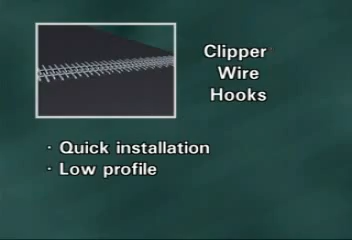 Clipper
Wire
Hooks
· Quick installation
· Low profile